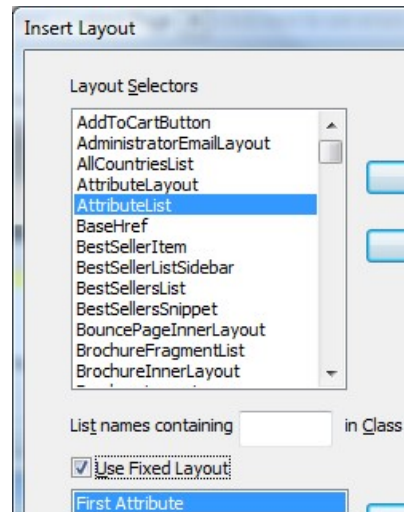 Insert Layout
Layout Selectors
AddToCartButton
AdministratorEmailLayout
AllCountriesList
AttributeLayout
AttributeList
BaseHref
BestSellerItem
BestSellerListSidebar
BestSellersList
BestSellersSnippet
BouncePageInnerLayout
BrochureFragmentList
BrochureInnerLayout
List names containing in Class
Use Fixed Layout
First Attribute